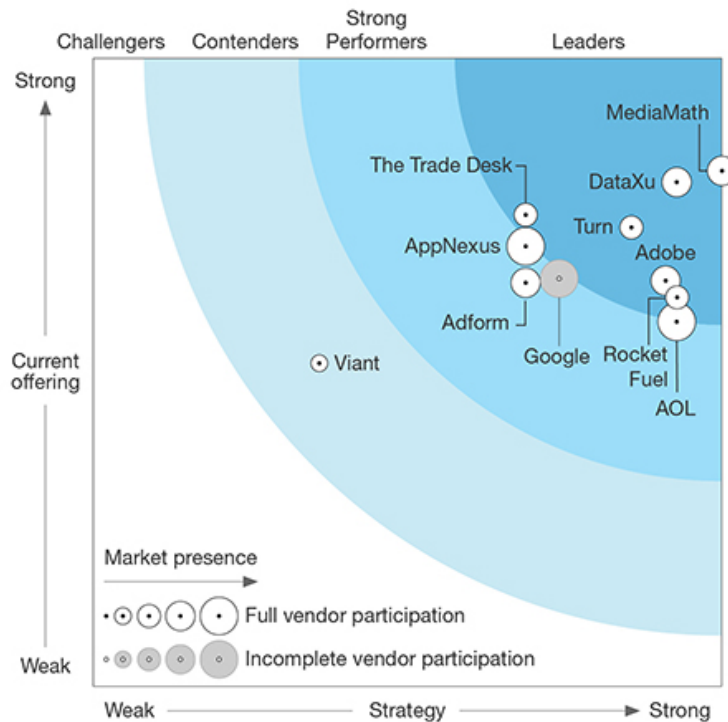 Challengers
Contenders
Strong
Performers
Leaders
Strong
MediaMath
The Trade Desk
DataXu
Turn
AppNexus
Adobe
Adform
Google
Rocket
Fuel
Viant
Current
offering
AOL
Market presence
Full vendor participation
Incomplete vendor participation
Weak
Weak
Strategy
Strong